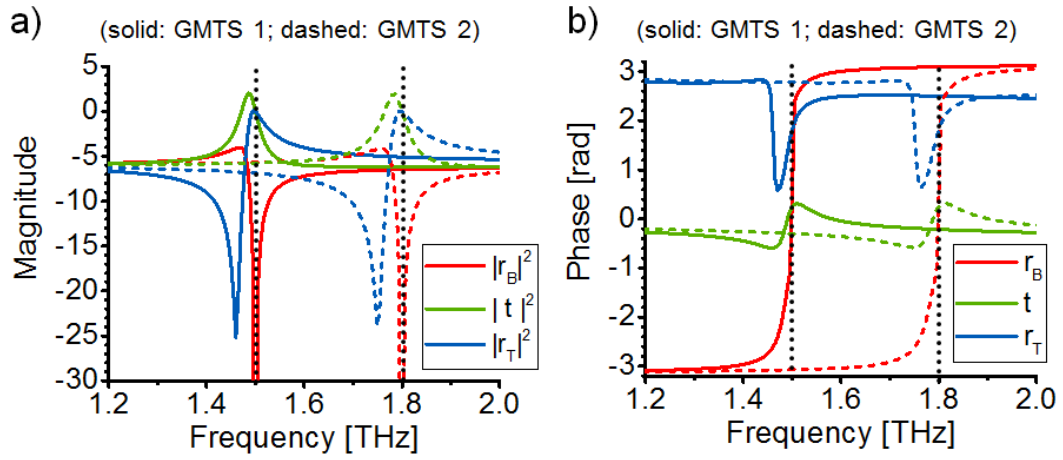 a)
(solid: GMTS 1; dashed: GMTS 2)
Magnitude
5
0
-5
-10
-15
-20
-25
-30
|r_B|^2
| t |^2
|r_T|^2
1.2 1.4 1.6 1.8 2.0
Frequency [THz]
b)
(solid: GMTS 1; dashed: GMTS 2)
Phase [rad]
3
2
1
0
-1
-2
-3
r_B
t
r_T
1.2 1.4 1.6 1.8 2.0
Frequency [THz]